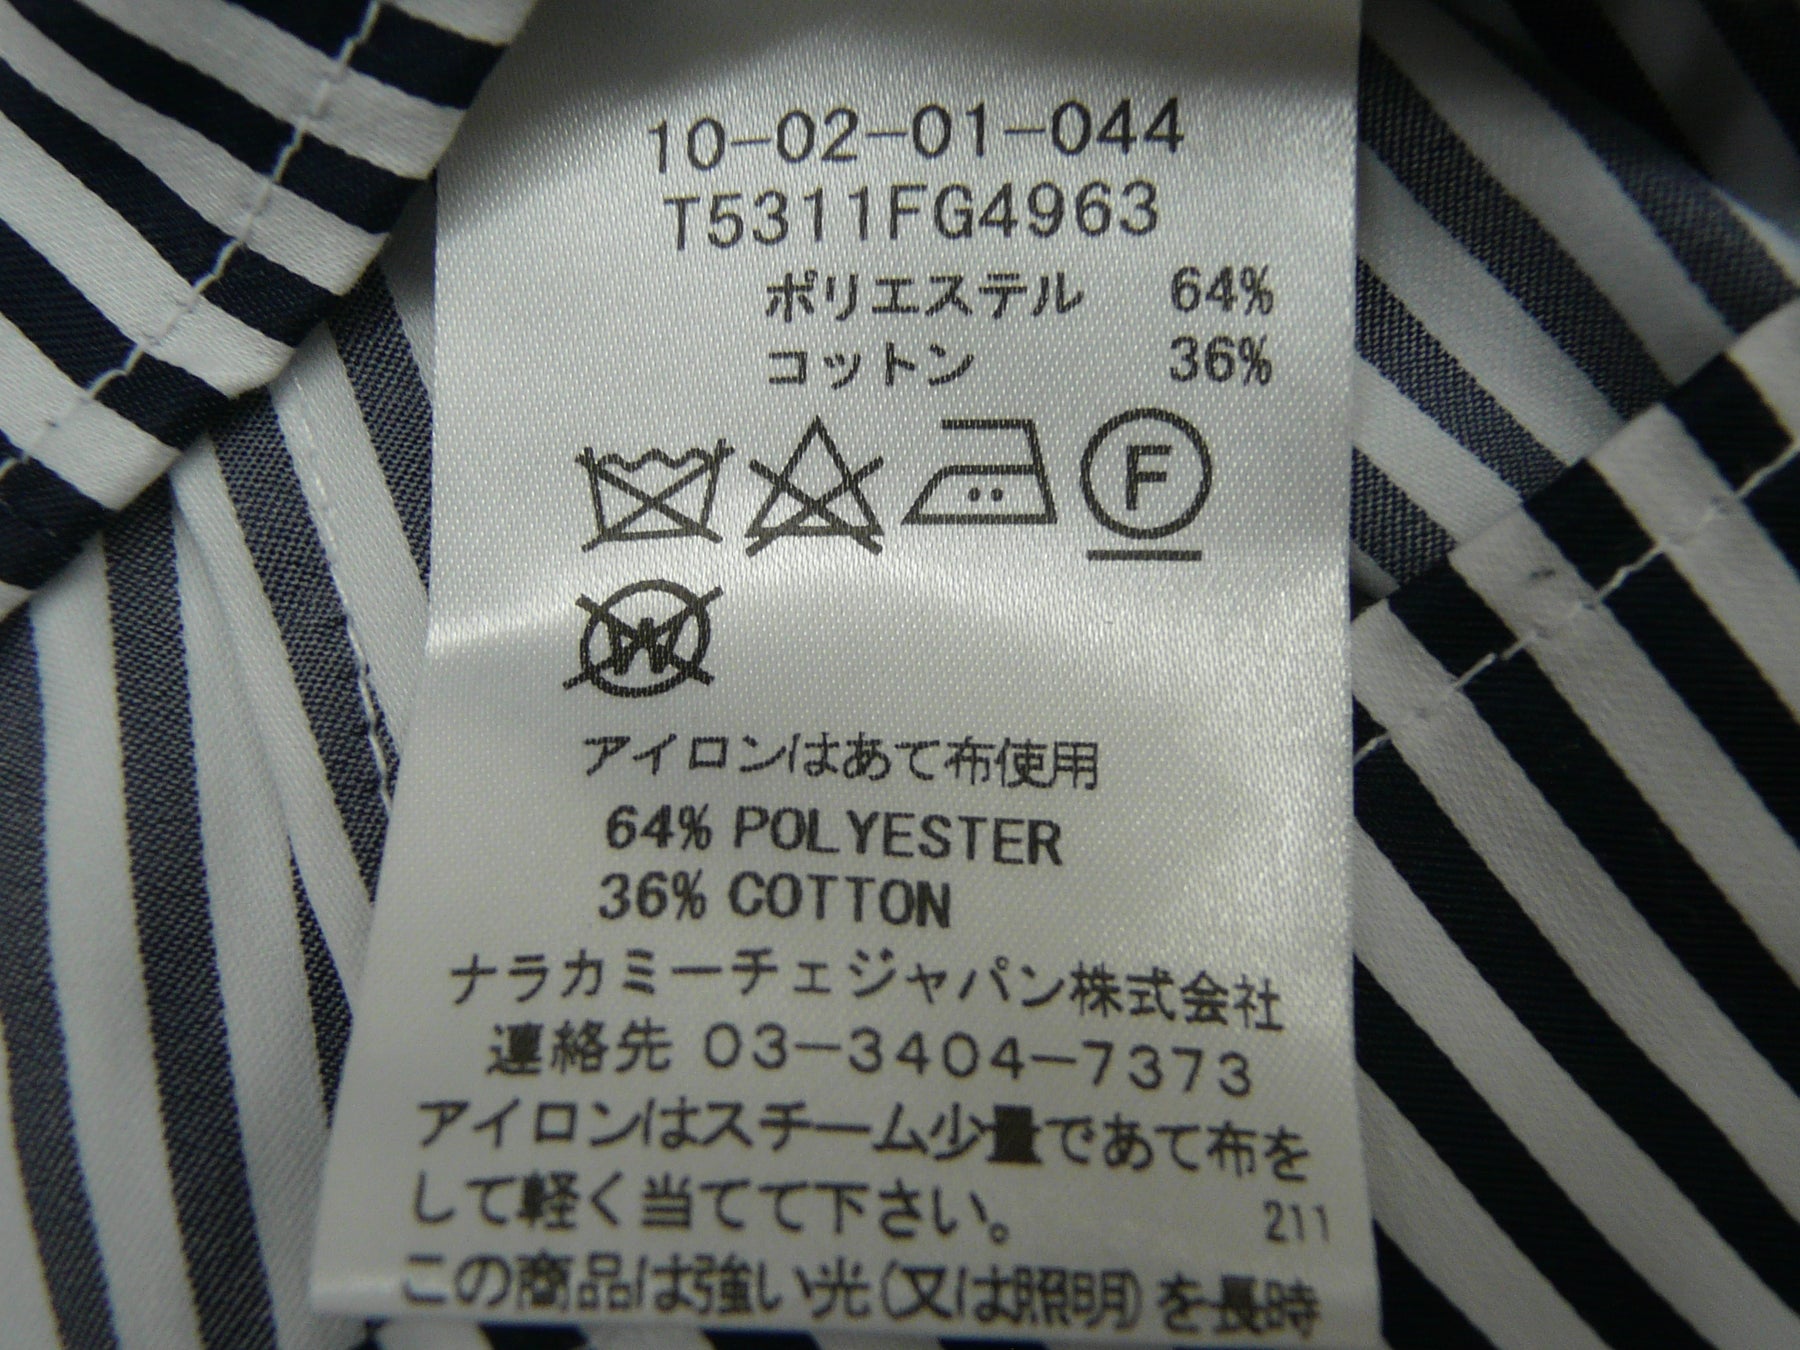 10-02-01-044
T5311FG4963
ポリエステル 64%
コットン 36%
F
W
アイロンはあて布使用
64% POLYESTER
36% COTTON
ナラカミーチェジャパン株式会社
連絡先 03-3404-7373
アイロンはスチーム少量であて布を
して軽く当てて下さい。
211
この商品は強い光(又は照明)を長時